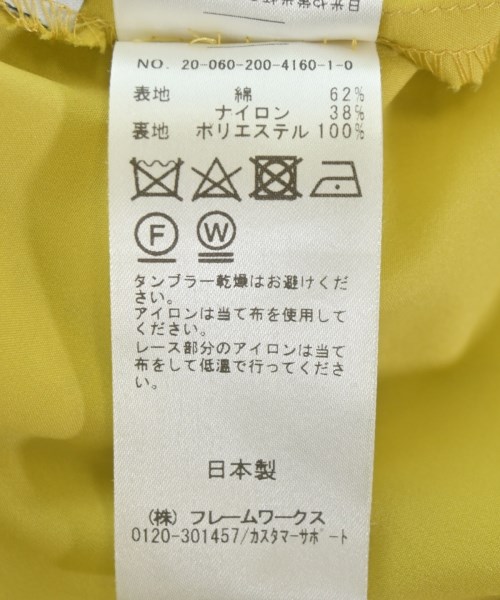 NO. 20-060-200-4160-1-0
表地 綿 62%
ナイロン 38%
裏地 ポリエステル 100%
F W
タンブラー乾燥はお避けくだ
さい。
アイロンは当て布を使用して
ください。
レース部分のアイロンは当て
布をして低温で行ってくださ
い。
日本製
(株) フレームワークス
0120-301457/カスタマーサポート